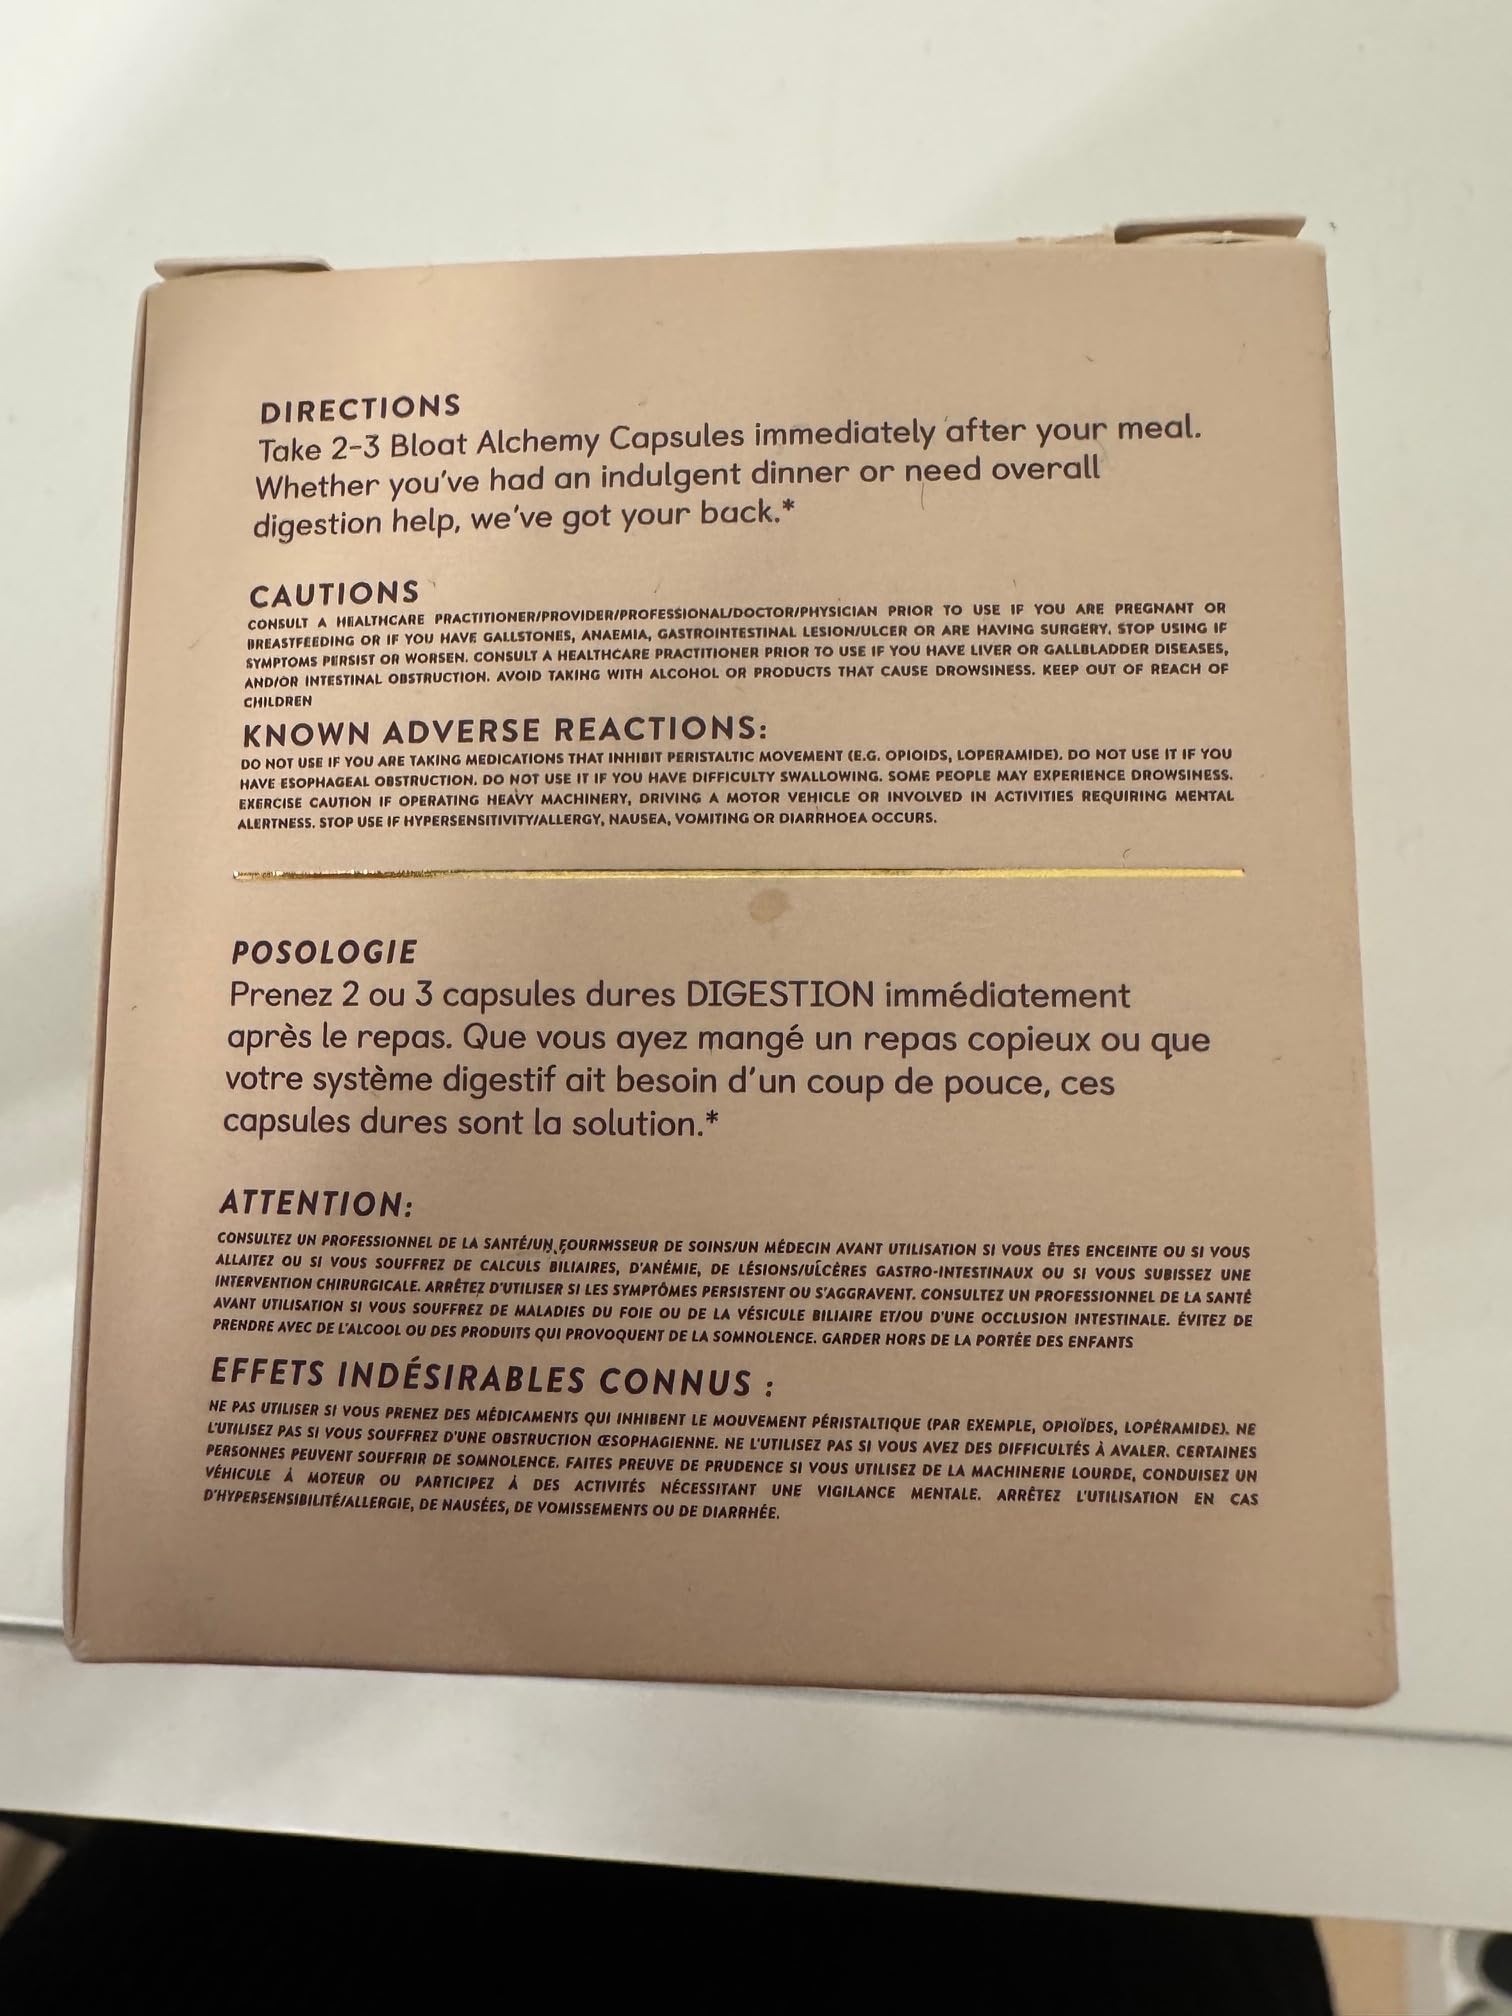 DIRECTIONS
Take 2-3 Bloat Alchemy Capsules immediately after your meal.
Whether you've had an indulgent dinner or need overall
digestion help, we've got your back.*
CAUTIONS
CONSULT A HEALTHCARE PRACTITIONER/PROVIDER/PROFESSIONAL/DOCTOR/PHYSICIAN PRIOR TO USE IF YOU ARE PREGNANT OR
BREASTFEEDING OR IF YOU HAVE GALLSTONES, ANAEMIA, GASTROINTESTINAL LESION/ULCER OR ARE HAVING SURGERY. STOP USING IF
SYMPTOMS PERSIST OR WORSEN. CONSULT A HEALTHCARE PRACTITIONER PRIOR TO USE IF YOU HAVE LIVER OR GALLBLADDER DISEASES,
AND/OR INTESTINAL OBSTRUCTION. AVOID TAKING WITH ALCOHOL OR PRODUCTS THAT CAUSE DROWSINESS. KEEP OUT OF REACH OF
CHILDREN
KNOWN ADVERSE REACTIONS:
DO NOT USE IF YOU ARE TAKING MEDICATIONS THAT INHIBIT PERISTALTIC MOVEMENT (E.G. OPIOIDS, LOPERAMIDE). DO NOT USE IT IF YOU
HAVE ESOPHAGEAL OBSTRUCTION. DO NOT USE IT IF YOU HAVE DIFFICULTY SWALLOWING. SOME PEOPLE MAY EXPERIENCE DROWSINESS.
EXERCISE CAUTION IF OPERATING HEAVY MACHINERY, DRIVING A MOTOR VEHICLE OR INVOLVED IN ACTIVITIES REQUIRING MENTAL
ALERTNESS. STOP USE IF HYPERSENSITIVITY/ALLERGY, NAUSEA, VOMITING OR DIARRHOEA OCCURS.
POSOLOGIE
Prenez 2 ou 3 capsules dures DIGESTION immédiatement
après le repas. Que vous ayez mangé un repas copieux ou que
votre système digestif ait besoin d'un coup de pouce, ces
capsules dures sont la solution.*
ATTENTION:
CONSULTEZ UN PROFESSIONNEL DE LA SANTÉ/UN FOURNISSEUR DE SOINS/UN MÉDECIN AVANT UTILISATION SI VOUS ÊTES ENCEINTE OU SI VOUS
ALLAITEZ OU SI VOUS SOUFFREZ DE CALCULS BILIAIRES, D'ANÉMIE, DE LÉSIONS/ULCÈRES GASTRO-INTESTINAUX OU SI VOUS SUBISSEZ UNE
INTERVENTION CHIRURGICALE. ARRÊTEZ D'UTILISER SI LES SYMPTÔMES PERSISTENT OU S'AGGRAVENT. CONSULTEZ UN PROFESSIONNEL DE LA SANTÉ
AVANT UTILISATION SI VOUS SOUFFREZ DE MALADIES DU FOIE OU DE LA VÉSICULE BILIAIRE ET/OU D'UNE OCCLUSION INTESTINALE. ÉVITEZ DE
PRENDRE AVEC DE L'ALCOOL OU DES PRODUITS QUI PROVOQUENT DE LA SOMNOLENCE. GARDER HORS DE LA PORTÉE DES ENFANTS
EFFETS INDÉSIRABLES CONNUS :
NE PAS UTILISER SI VOUS PRENEZ DES MÉDICAMENTS QUI INHIBENT LE MOUVEMENT PÉRISTALTIQUE (PAR EXEMPLE, OPIOÏDES, LOPÉRAMIDE). NE
L'UTILISEZ PAS SI VOUS SOUFFREZ D'UNE OBSTRUCTION ŒSOPHAGIENNE. NE L'UTILISEZ PAS SI VOUS AVEZ DES DIFFICULTÉS À AVALER. CERTAINES
PERSONNES PEUVENT SOUFFRIR DE SOMNOLENCE. FAITES PREUVE DE PRUDENCE SI VOUS UTILISEZ DE LA MACHINERIE LOURDE, CONDUISEZ UN
VÉHICULE À MOTEUR OU PARTICIPEZ À DES ACTIVITÉS NÉCESSITANT UNE VIGILANCE MENTALE. ARRÊTEZ L'UTILISATION EN CAS
D'HYPERSENSIBILITÉ/ALLERGIE, DE NAUSÉES, DE VOMISSEMENTS OU DE DIARRHÉE.